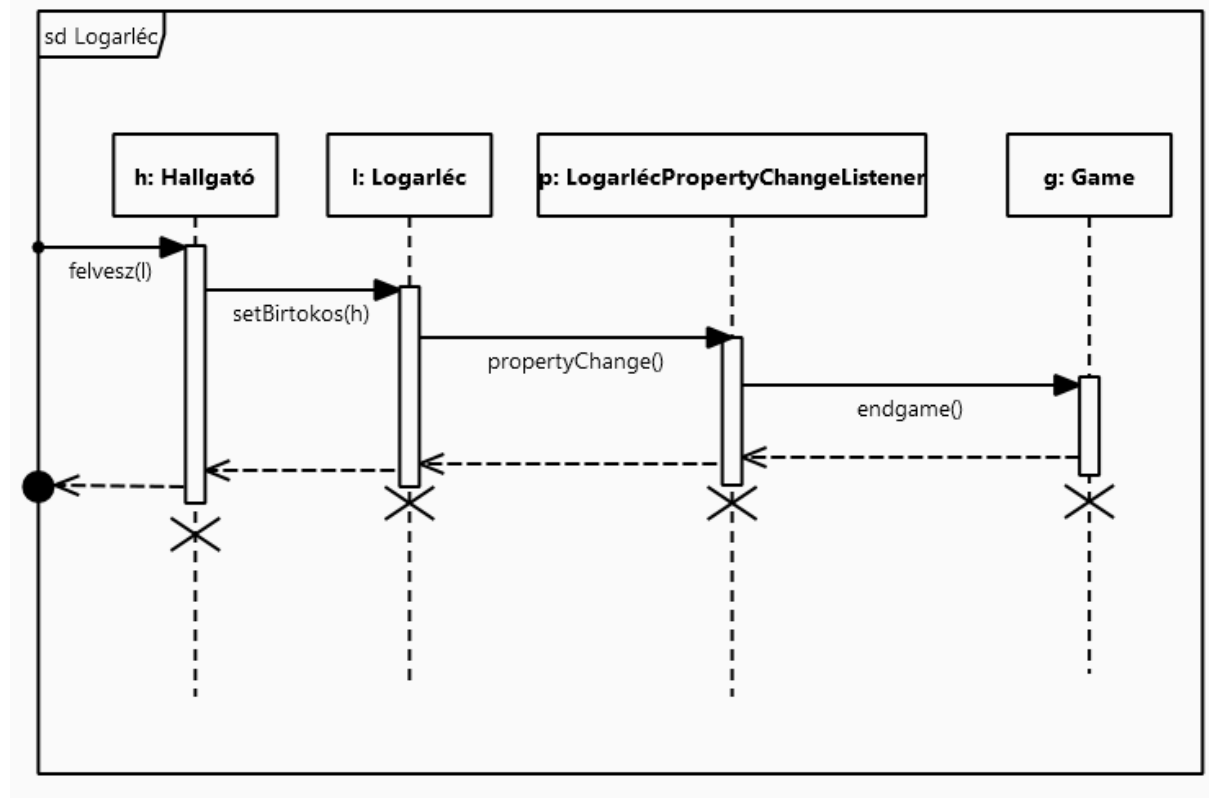 sd Logarléc
h: Hallgató
l: Logarléc
p: LogarlécPropertyChangeListener
g: Game
felvesz(l)
setBirtokos(h)
propertyChange()
endgame()